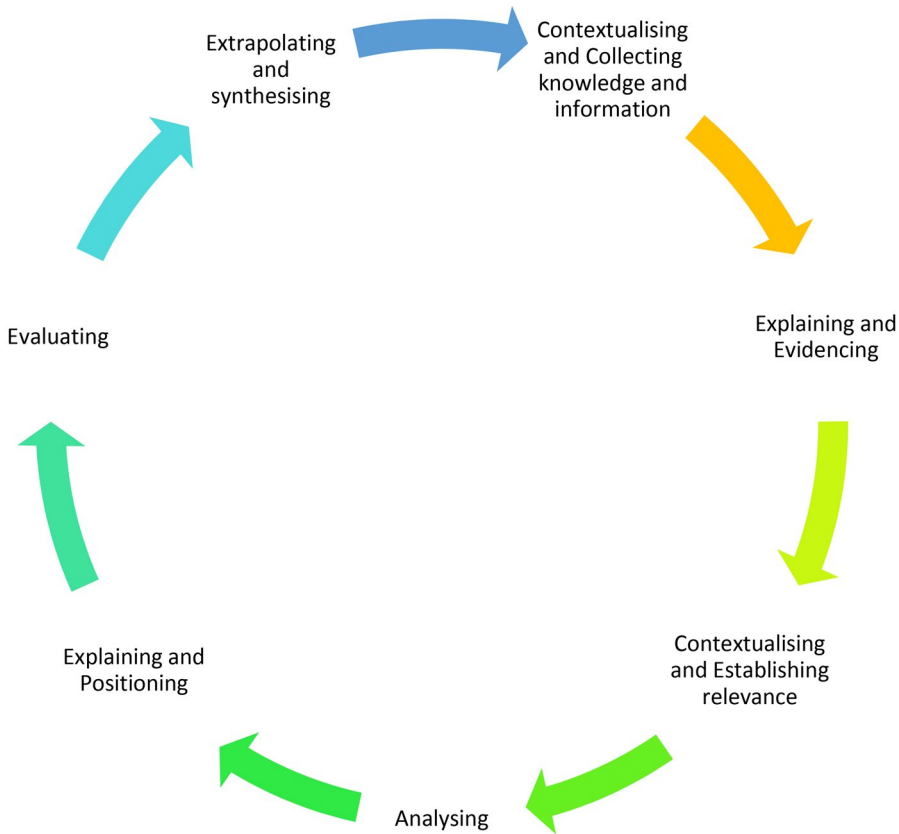 Contextualising
and Collecting
knowledge and
information
Explaining and
Evidencing
Contextualising
and Establishing
relevance
Analysing
Explaining and
Positioning
Evaluating
Extrapolating
and
synthesising